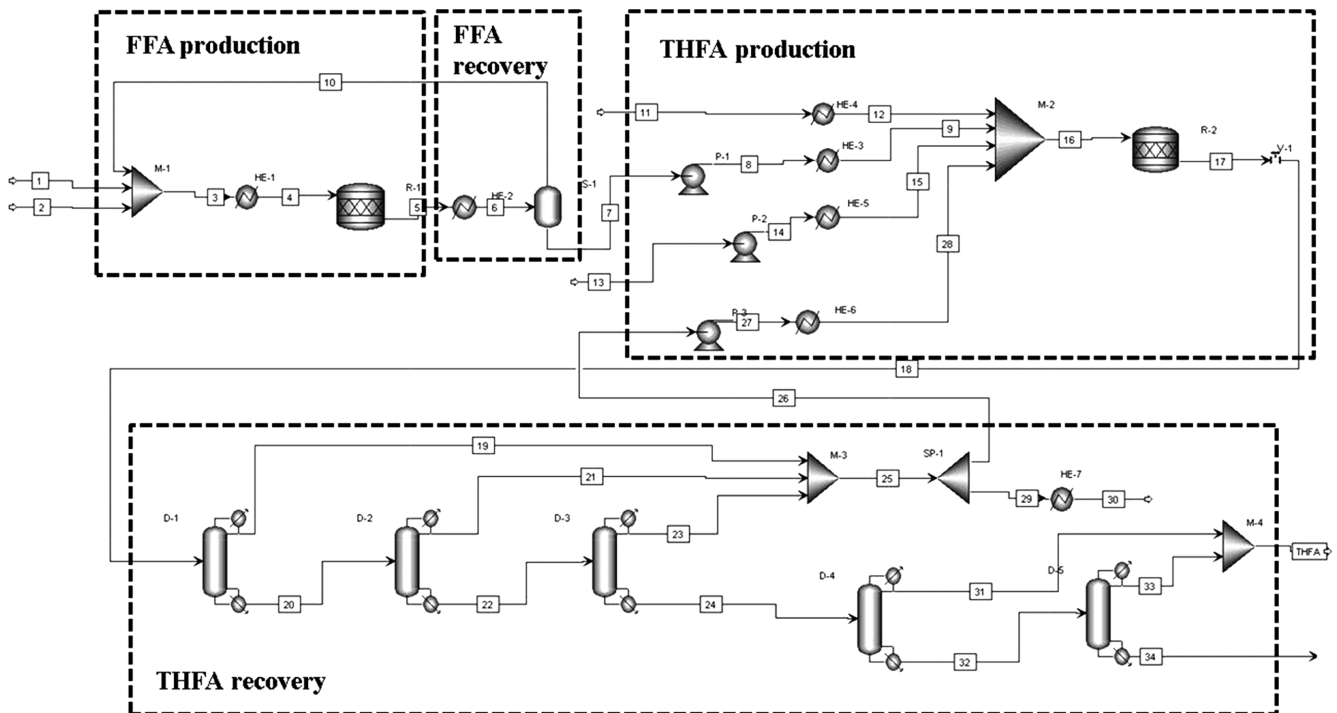 FFA production
FFA
recovery
THFA production
10
11
HE-4
12
M-2
9
P-1
8
HE-3
16
R-2
17
V-1
M-1
1
2
3
HE-1
4
R-1
5
HE-2
6
S-1
7
15
P-2
14
HE-5
28
13
P-3
27
HE-6
18
26
19
M-3
SP-1
21
25
HE-7
29
30
D-1
D-2
D-3
23
M-4
THFA
20
22
24
D-4
31
D-5
33
32
34
THFA recovery